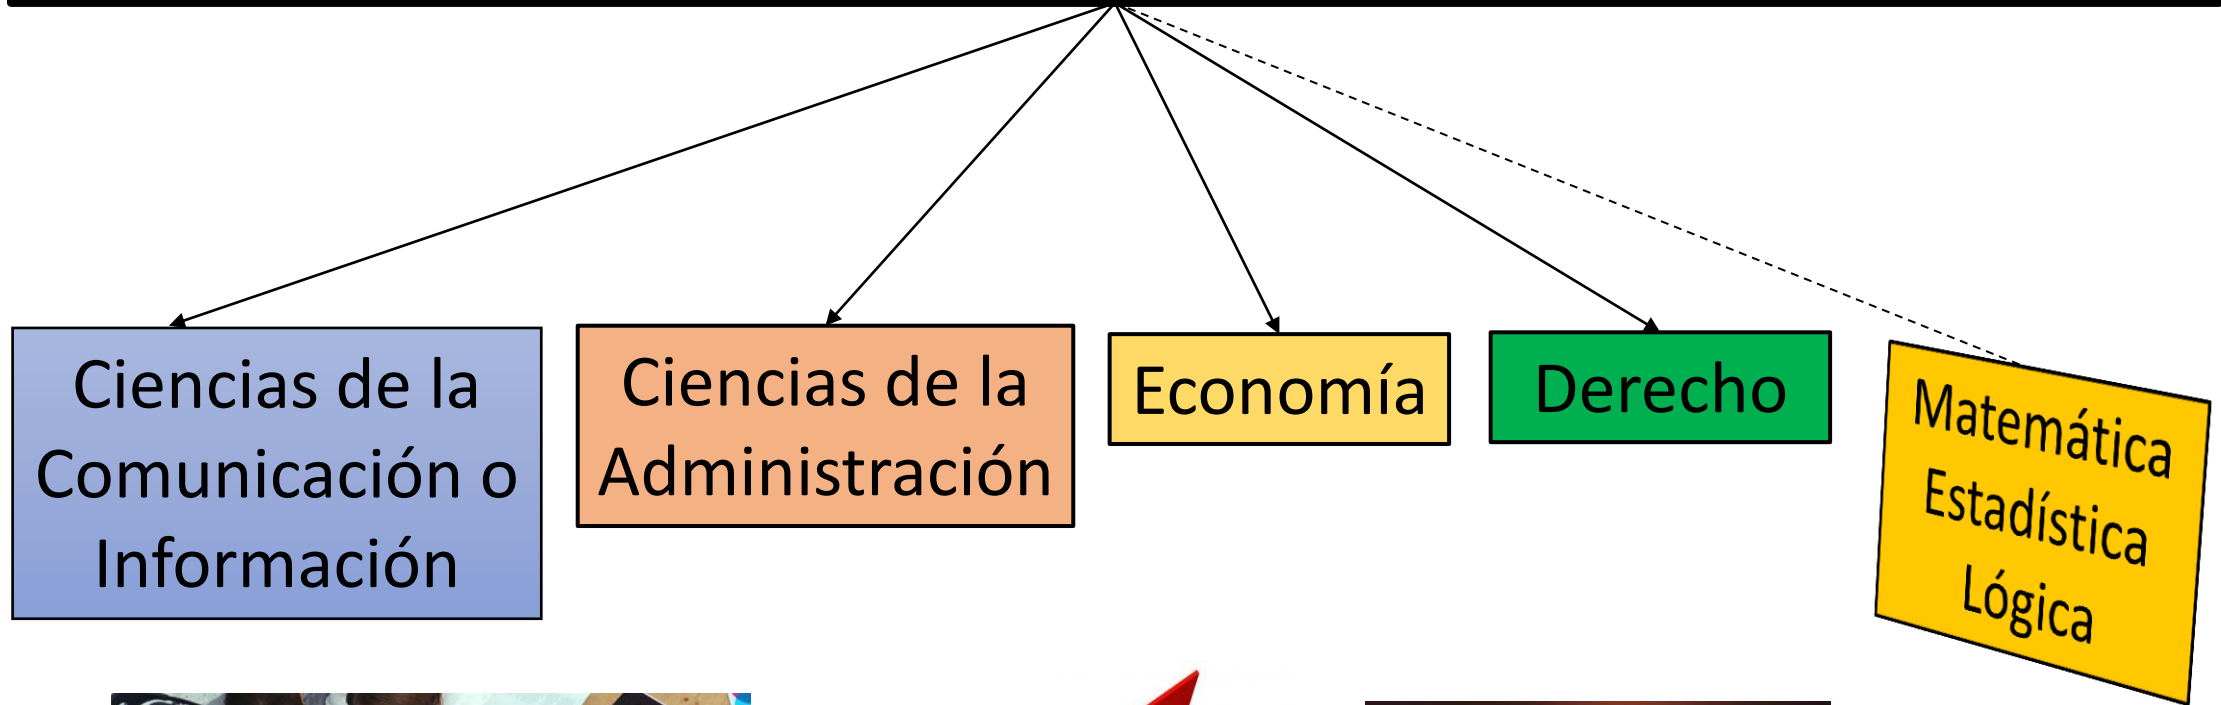 Ciencias de la
Comunicación o
Información
Ciencias de la
Administración
Economía
Derecho
Matemática
Estadística
Lógica